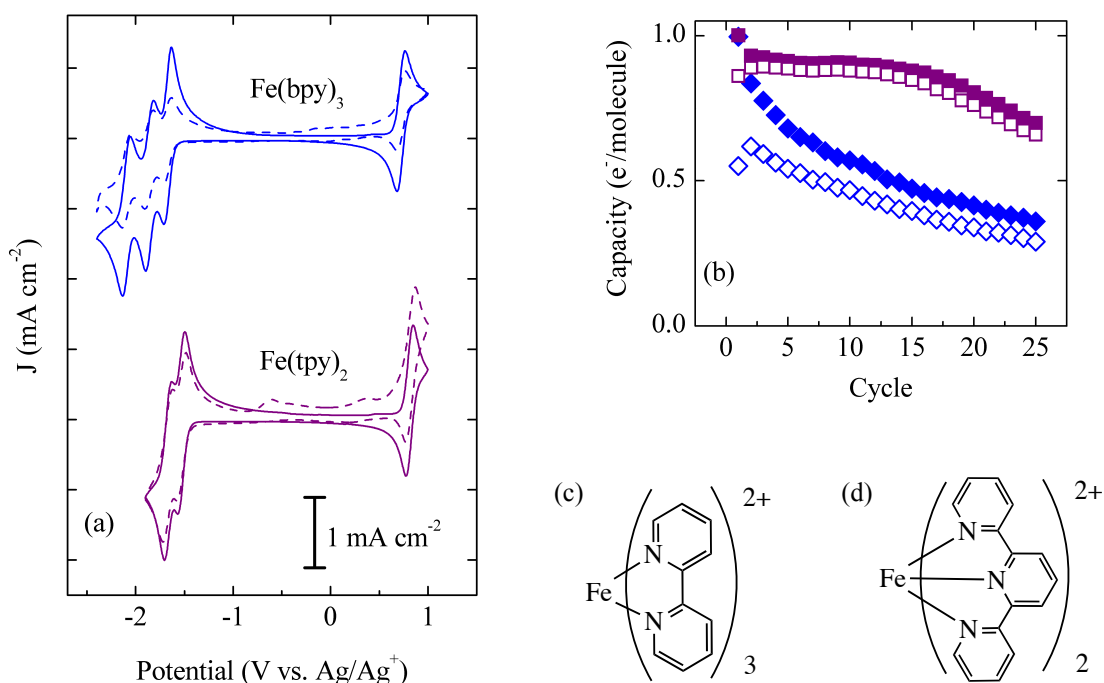 Fe(bpy)₃
Fe(tpy)₂
(a)
1 mA cm⁻²
J (mA cm⁻²)
-2
-1
0
1
Potential (V vs. Ag/Ag⁺)
1.0
0.5
0.0
Capacity (e⁻/molecule)
(b)
0
5
10
15
20
25
Cycle
(c)
2+
N
Fe
N
3
(d)
2+
N
Fe
N
N
2